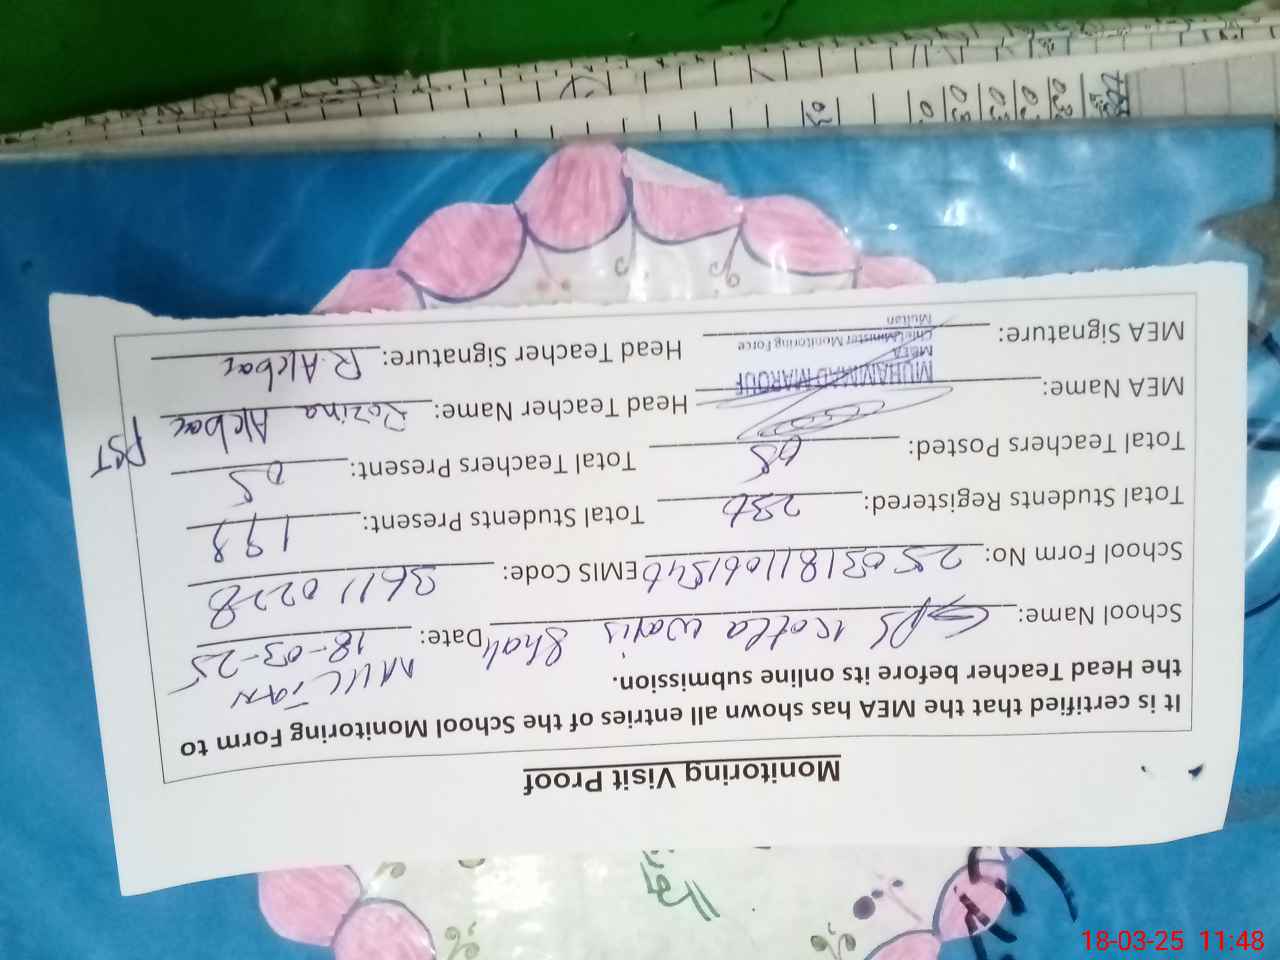 Monitoring Visit Proof
It is certified that the MEA has shown all entries of the School Monitoring Form to
the Head Teacher before its online submission.
MULTAN
School Name: GPS Kotla waris Shah Date: 18-03-25
School Form No: EMIS Code: 36110228
Total Students Registered: 236 Total Students Present: 198
Total Teachers Posted: 05 Total Teachers Present: 05
MEA Name: MUHAMMAD MAROOF Head Teacher Name: Rozina Akbar PST
MEA
Chief Minister Monitoring Force
Multan
MEA Signature: Head Teacher Signature: R. Akbar
18-03-25 11:48